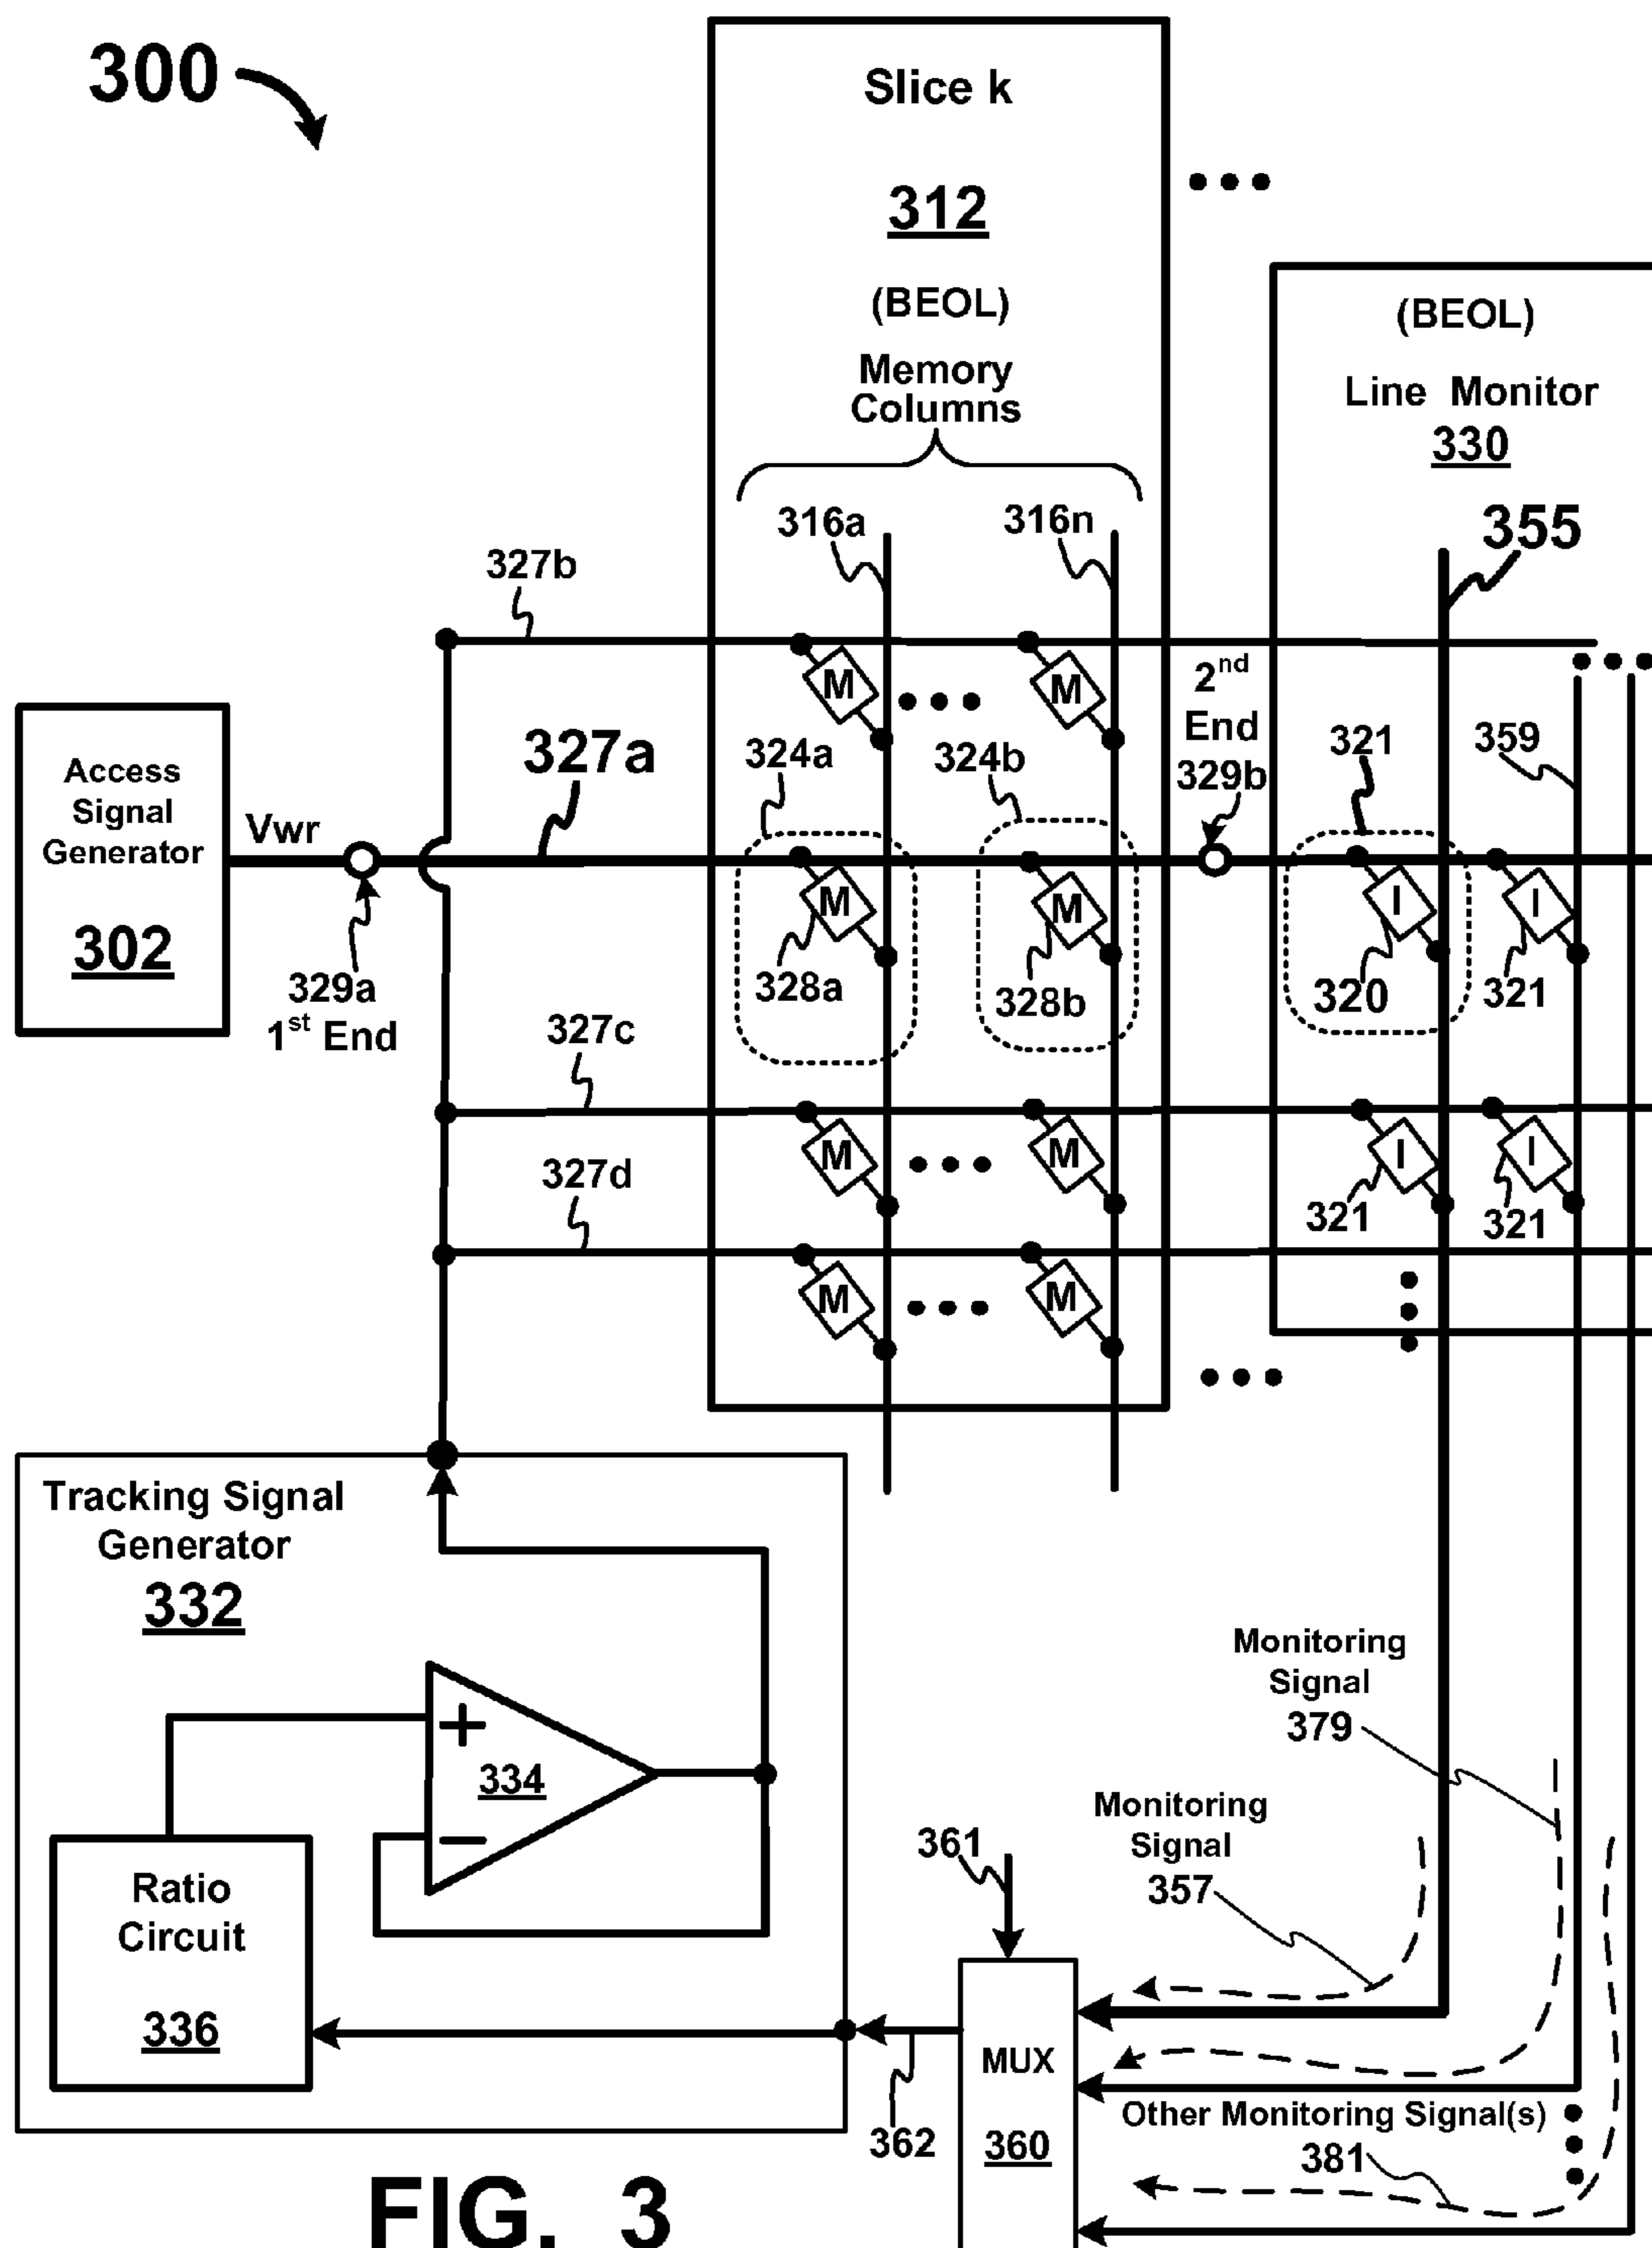 300
Slice k
312
(BEOL)
Memory
Columns
316a
316n
(BEOL)
Line Monitor
330
355
327b
M
M
2nd
End
329b
327a
324a
324b
321
359
Access
Signal
Generator
302
Vwr
329a
1st End
M
M
I
I
328a
328b
320
321
327c
M
M
I
I
321
321
327d
M
M
Tracking Signal
Generator
332
+
334
−
Ratio
Circuit
336
Monitoring
Signal
379
Monitoring
Signal
357
361
MUX
360
362
Other Monitoring Signal(s)
381
FIG. 3